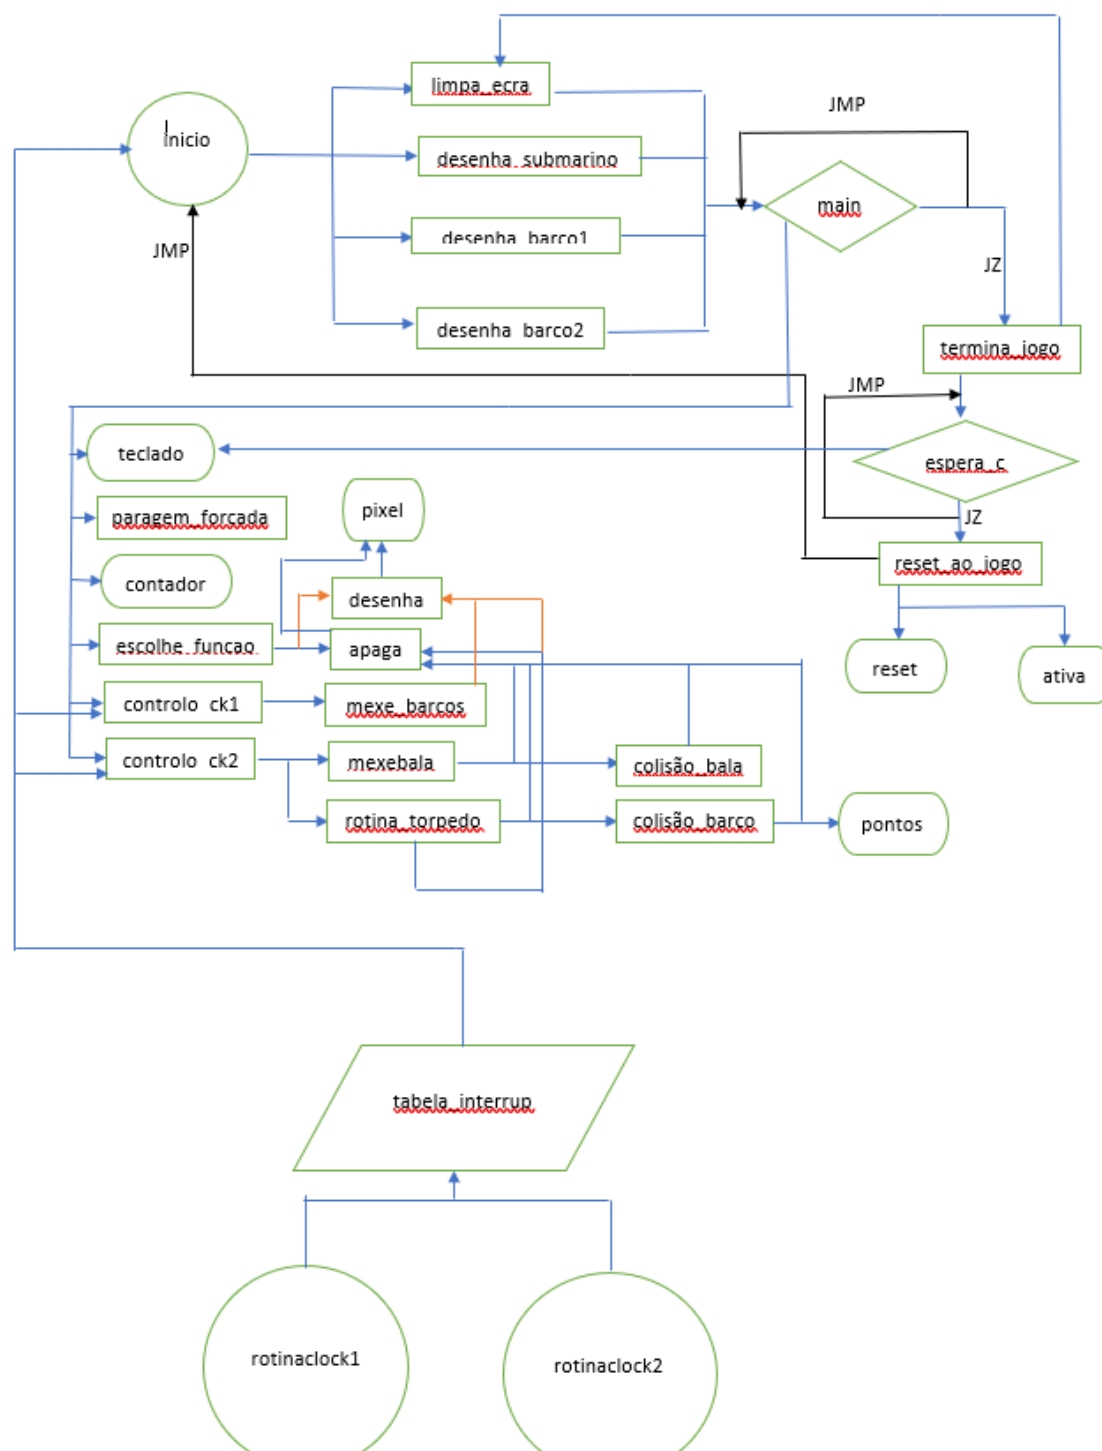 limpa_ecra
JMP
Inicio
desenha_submarino
main
desenha_barco1
JMP
JZ
desenha_barco2
termina_jogo
JMP
teclado
espera_c
pixel
paragem_forcada
JZ
reset_ao_jogo
contador
desenha
escolhe_funcao
apaga
reset
ativa
controlo_ck1
mexe_barcos
controlo_ck2
mexebala
colisão_bala
rotina_torpedo
colisão_barco
pontos
tabela_interrup
rotinaclock1
rotinaclock2